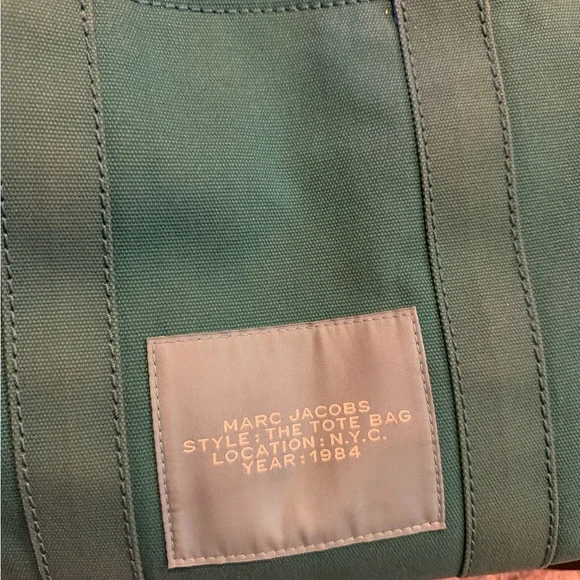 MARC JACOBS
STYLE: THE TOTE BAG
LOCATION: N.Y.C.
YEAR: 1984